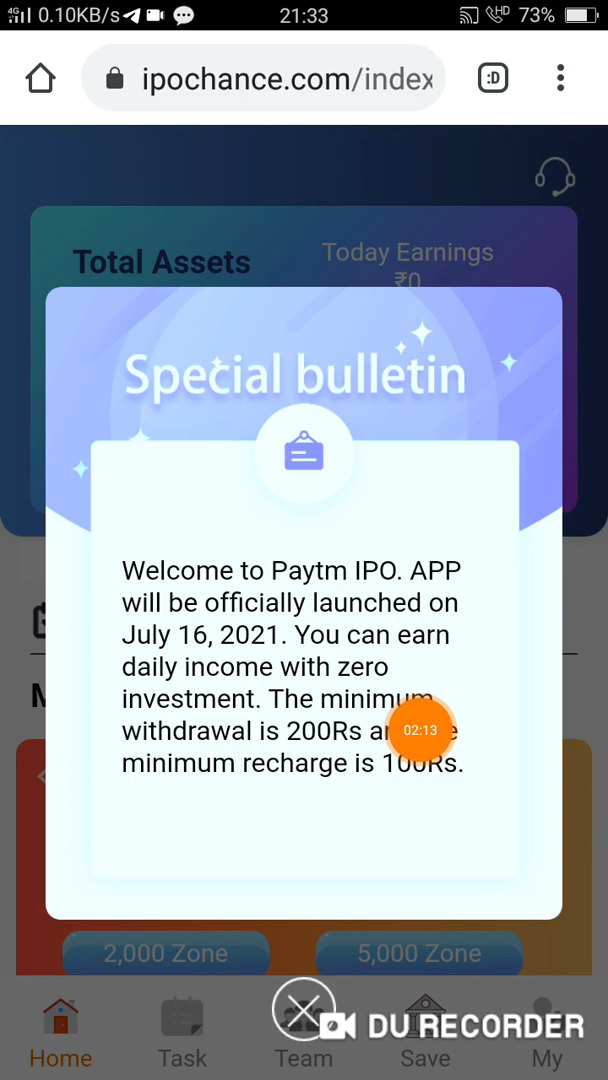 4G 0.10KB/s 21:33 HD 73%
ipochance.com/index
:D
Total Assets
Today Earnings
₹0
Special bulletin
Welcome to Paytm IPO. APP
will be officially launched on
July 16, 2021. You can earn
daily income with zero
investment. The minimum
withdrawal is 200Rs
minimum recharge is 100Rs.
02:13
2,000 Zone
5,000 Zone
DU RECORDER
Home
Task
Team
Save
My